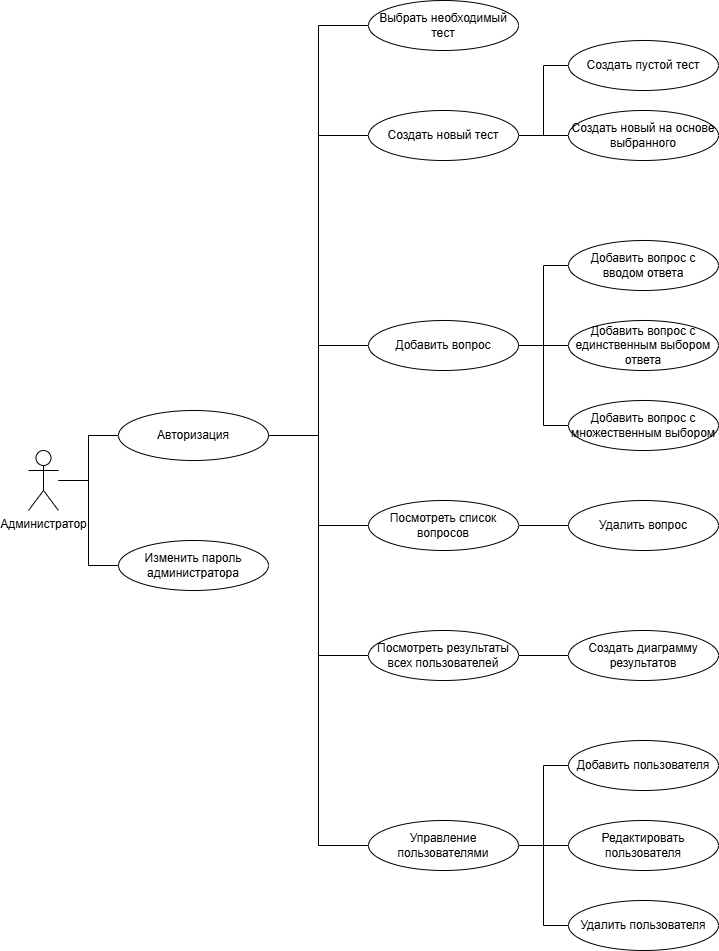 Выбрать необходимый
тест
Создать пустой тест
Создать новый тест
Создать новый на основе
выбранного
Добавить вопрос с
вводом ответа
Добавить вопрос
Добавить вопрос с
единственным выбором
ответа
Добавить вопрос с
множественным выбором
Авторизация
Администратор
Изменить пароль
администратора
Посмотреть список
вопросов
Удалить вопрос
Посмотреть результаты
всех пользователей
Создать диаграмму
результатов
Добавить пользователя
Управление
пользователями
Редактировать
пользователя
Удалить пользователя